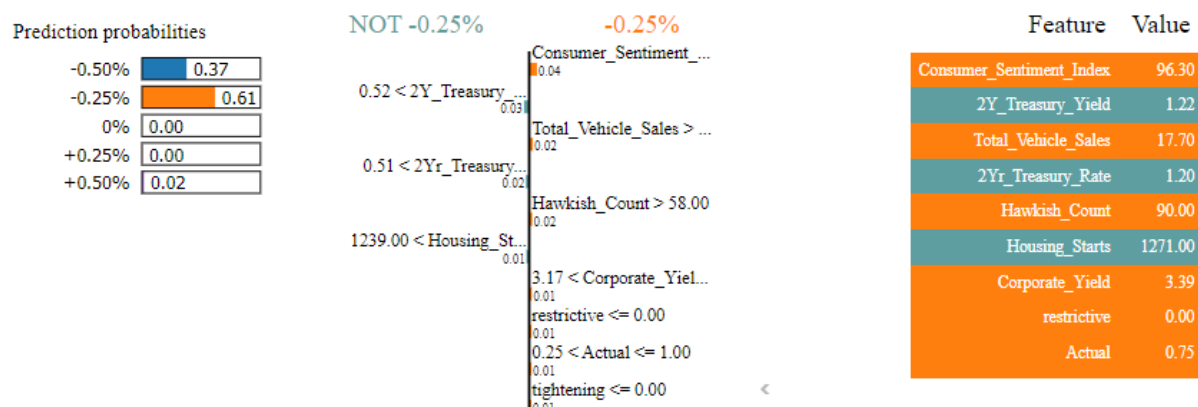 Prediction probabilities
-0.50% 0.37
-0.25% 0.61
0% 0.00
+0.25% 0.00
+0.50% 0.02
NOT -0.25% -0.25%
Consumer_Sentiment_...
0.04
0.52 < 2Y_Treasury_...
0.03
Total_Vehicle_Sales > ...
0.02
0.51 < 2Yr_Treasury...
0.02
Hawkish_Count > 58.00
0.02
1239.00 < Housing_St...
0.01
3.17 < Corporate_Yiel...
0.01
restrictive <= 0.00
0.01
0.25 < Actual <= 1.00
0.01
tightening <= 0.00
0.01
Feature Value
Consumer_Sentiment_Index 96.30
2Y_Treasury_Yield 1.22
Total_Vehicle_Sales 17.70
2Yr_Treasury_Rate 1.20
Hawkish_Count 90.00
Housing_Starts 1271.00
Corporate_Yield 3.39
restrictive 0.00
Actual 0.75